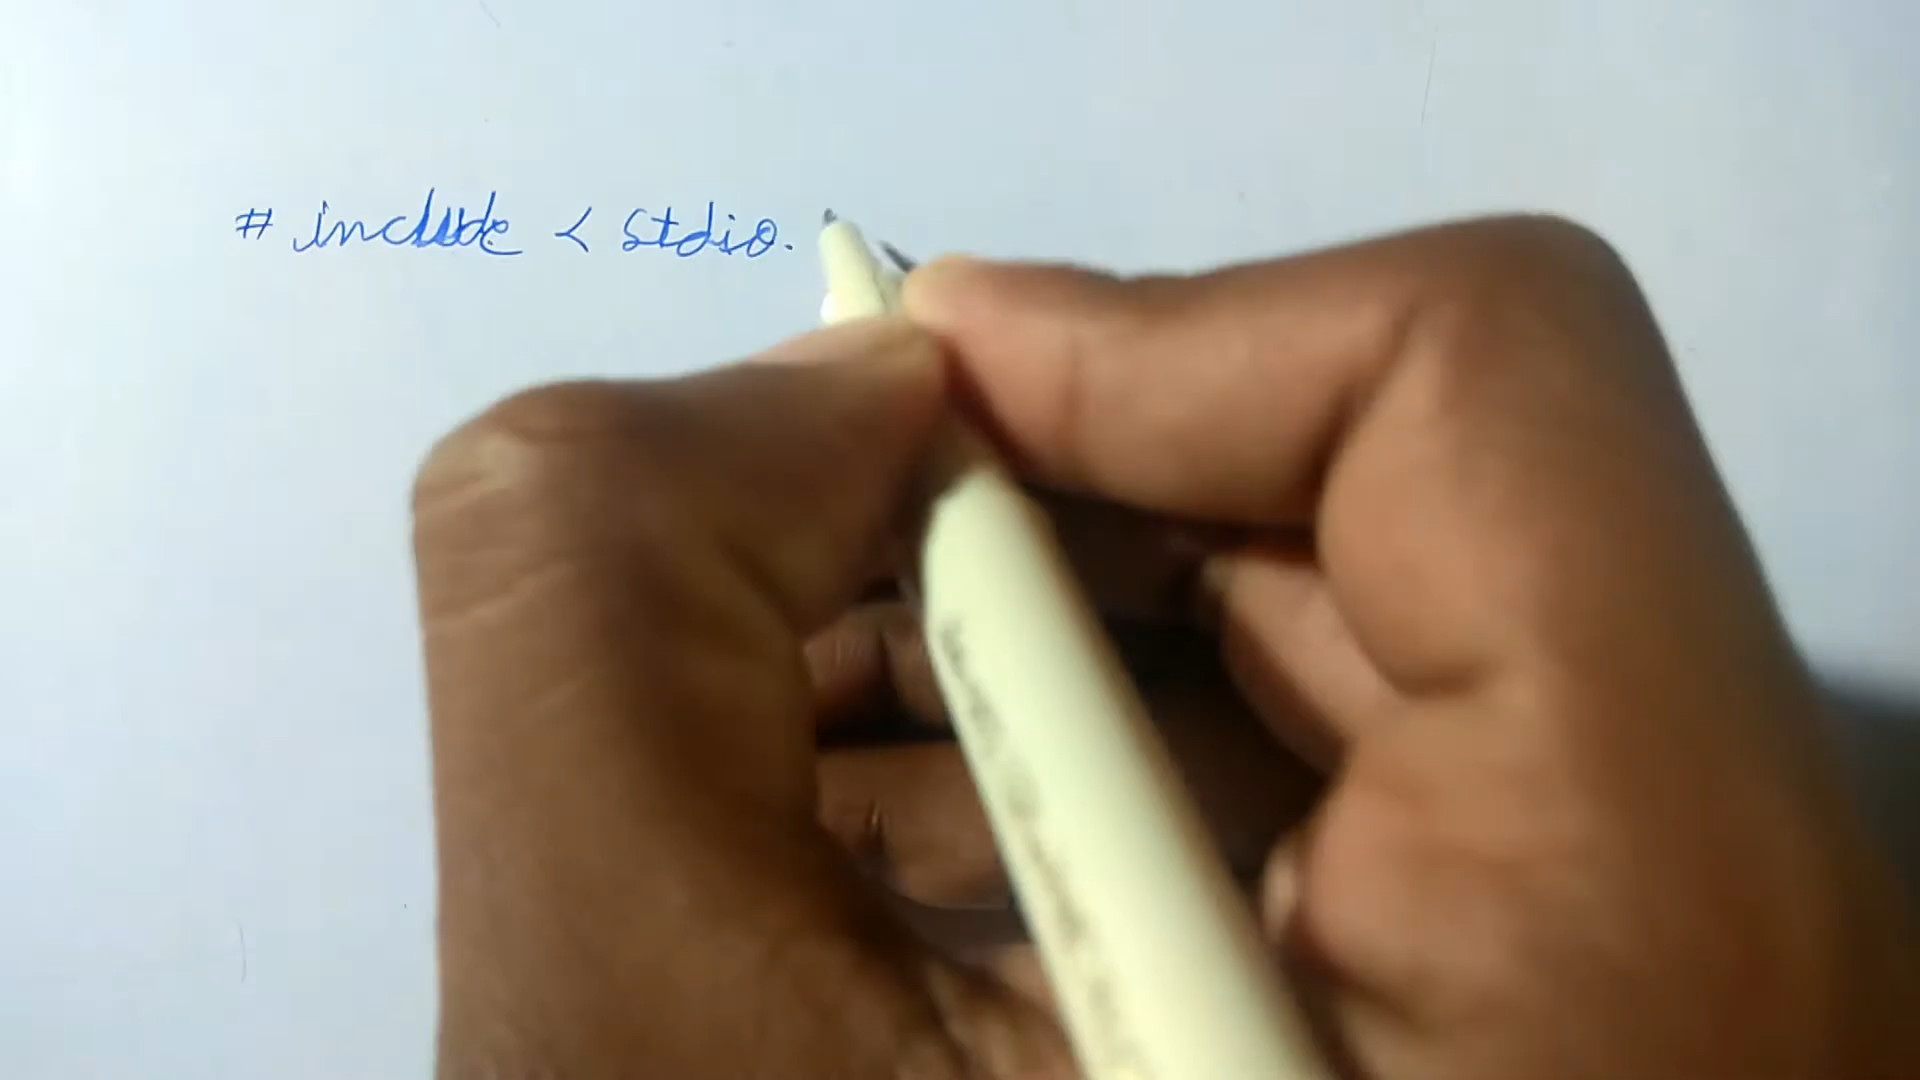 # include < stdio.